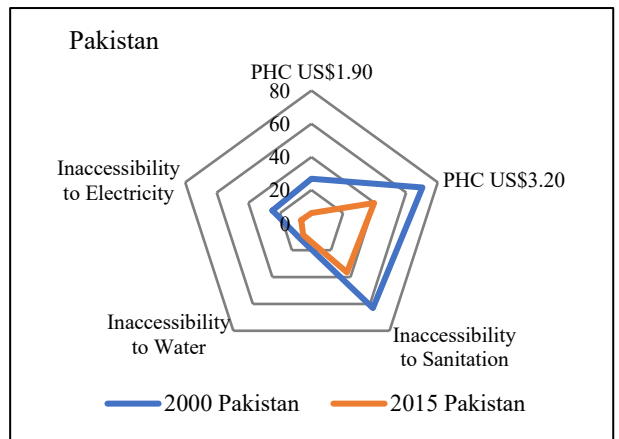 Pakistan
PHC US$1.90
80
60
40
20
0
PHC US$3.20
Inaccessibility
to Electricity
Inaccessibility
to Water
Inaccessibility
to Sanitation
2000 Pakistan
2015 Pakistan